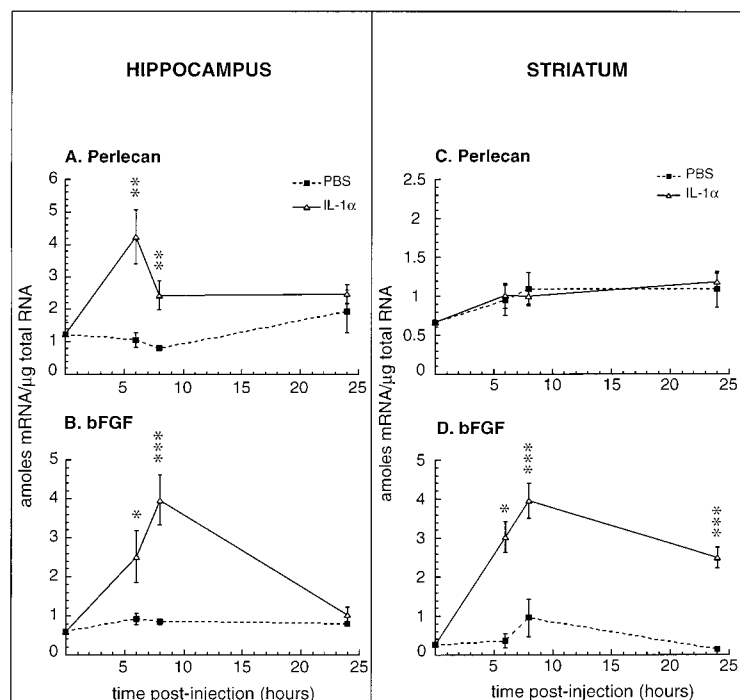 HIPPOCAMPUS
A. Perlecan
PBS
IL-1α
**
**
6
5
4
3
2
1
0
5 10 15 20 25
amoles mRNA/μg total RNA
B. bFGF
*
***
5
4
3
2
1
0
0 5 10 15 20 25
time post-injection (hours)
STRIATUM
C. Perlecan
PBS
IL-1α
2.5
2
1.5
1
0.5
0
0 5 10 15 20 25
amoles mRNA/μg total RNA
D. bFGF
*
***
***
5
4
3
2
1
0
0 5 10 15 20 25
time post-injection (hours)